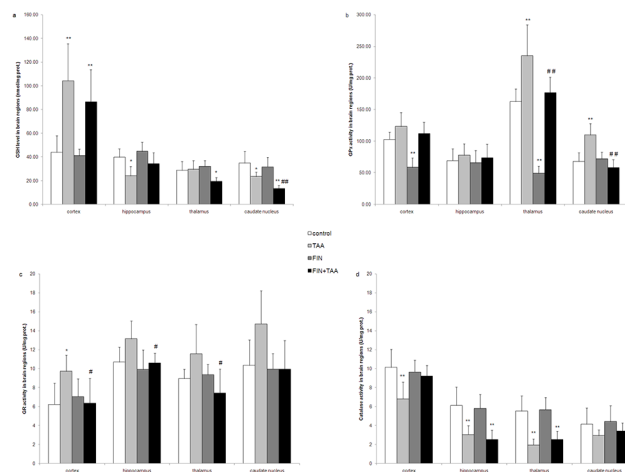 a
GSH level in brain regions (nmol/mg prot.)
160.00
140.00
120.00
100.00
80.00
60.00
40.00
20.00
0.00
** **
* * * ** ##
cortex hippocampus thalamus caudate nucleus
b
GPx activity in brain regions (U/mg prot.)
300.00
250.00
200.00
150.00
100.00
50.00
0.00
** ** ## ** ** ##
cortex hippocampus thalamus caudate nucleus
control
TAA
FIN
FIN+TAA
c
GR activity in brain regions (U/mg prot.)
20
18
16
14
12
10
8
6
4
2
0
* # # #
cortex hippocampus thalamus caudate nucleus
d
Catalase activity in brain regions (U/mg prot.)
20
18
16
14
12
10
8
6
4
2
0
** ** ** ** **
cortex hippocampus thalamus caudate nucleus